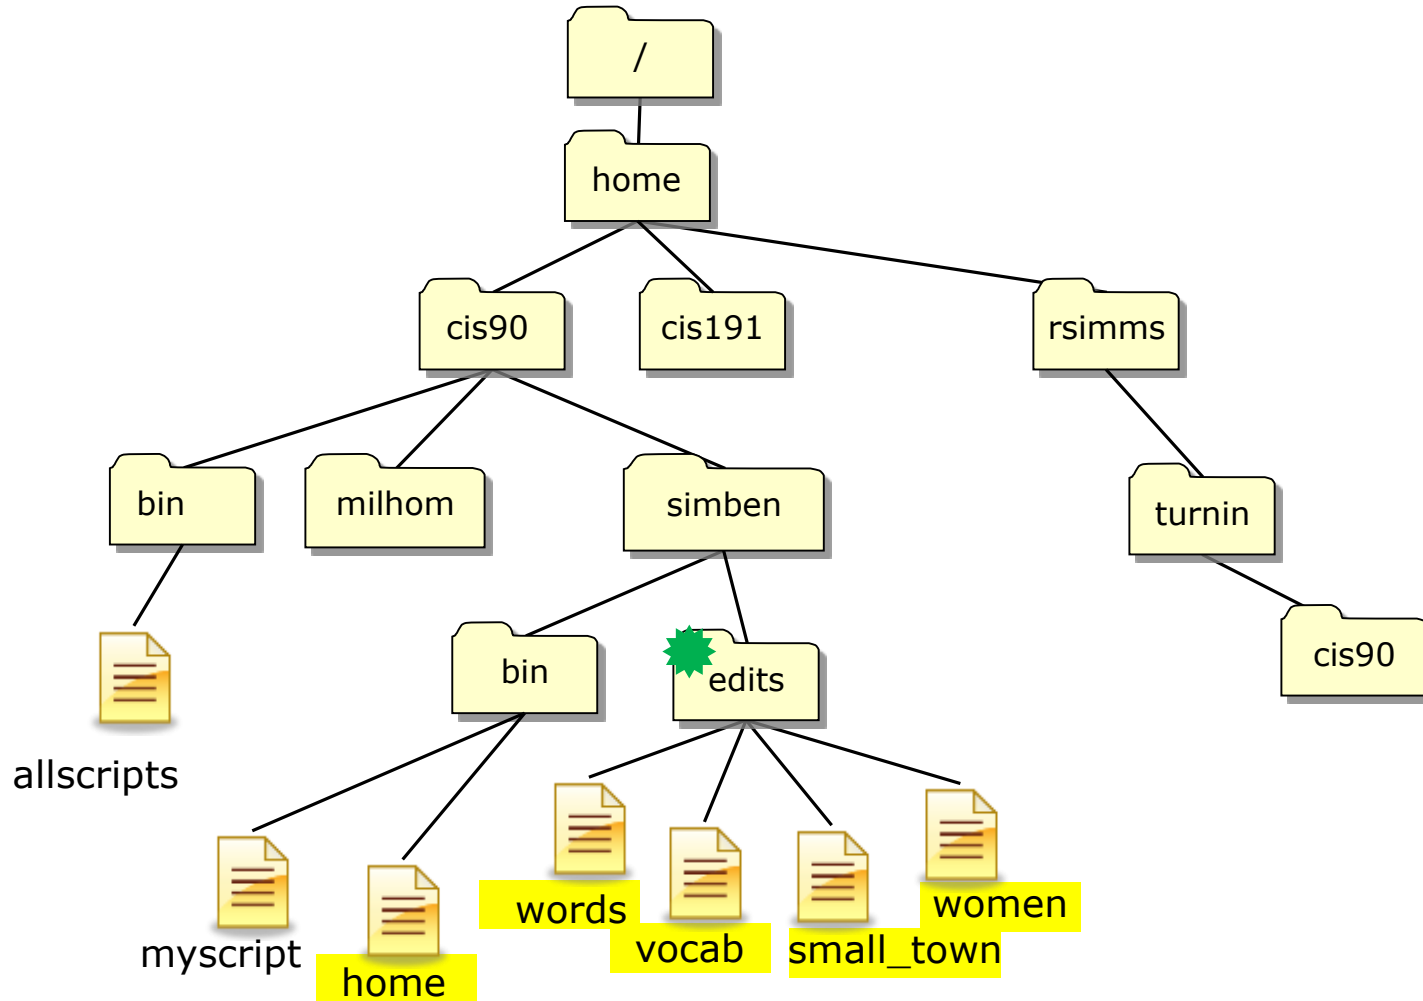 /
home
cis90
cis191
rsimms
bin
milhom
simben
turnin
bin
edits
cis90
allscripts
myscript
home
words
vocab
small_town
women